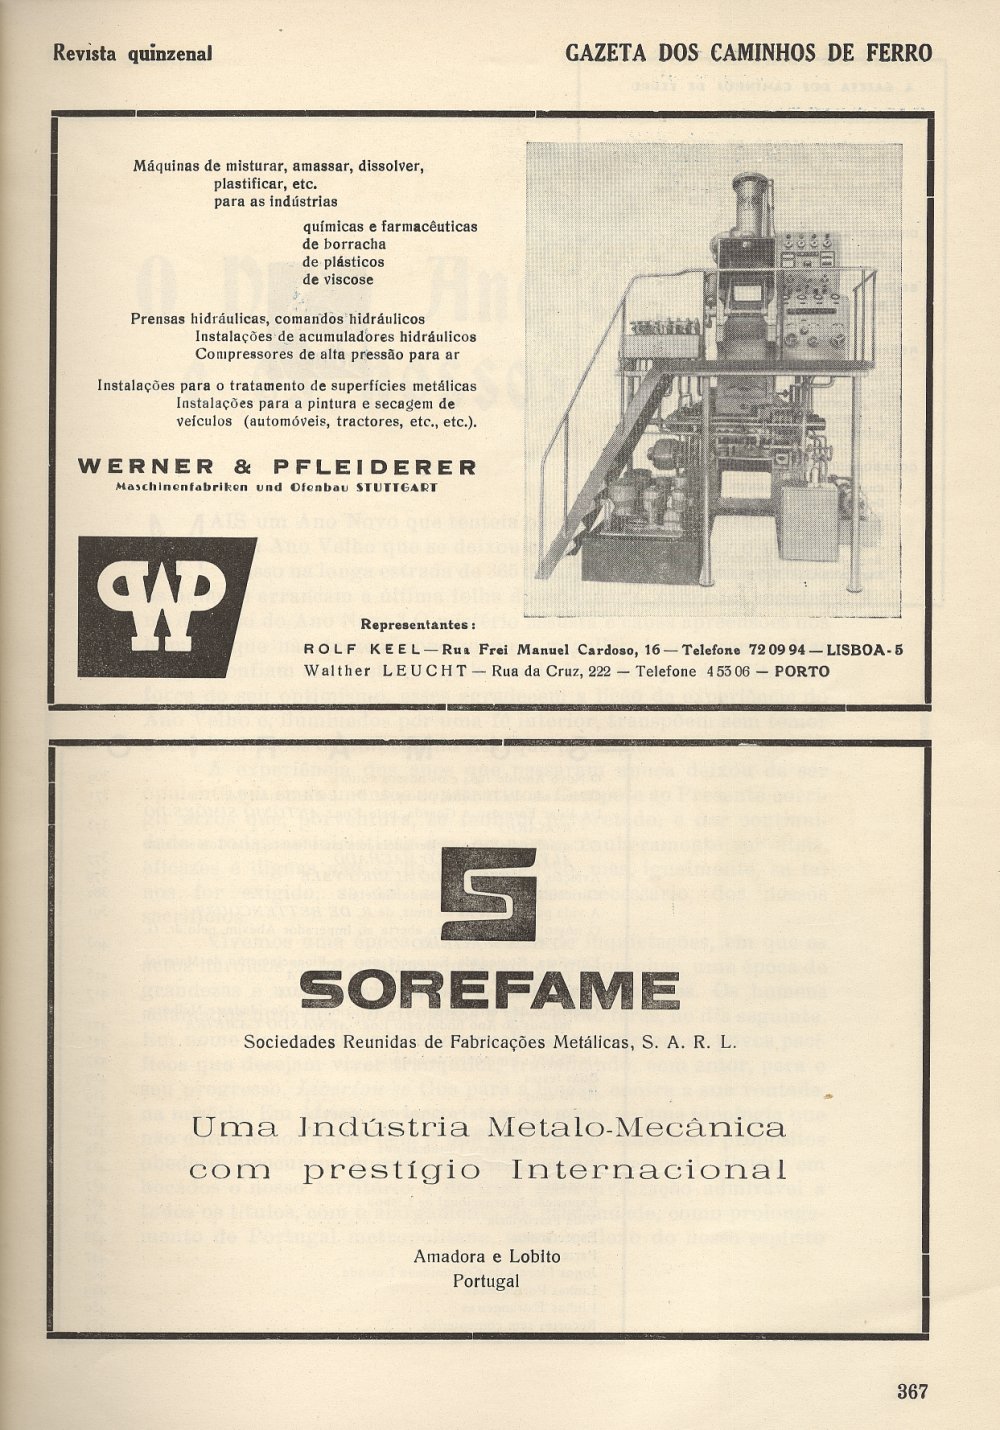 Revista quinzenal
GAZETA DOS CAMINHOS DE FERRO
Máquinas de misturar, amassar, dissolver,
plastificar, etc.
para as indústrias
químicas e farmacêuticas
de borracha
de plásticos
de viscose
Prensas hidráulicas, comandos hidráulicos
Instalações de acumuladores hidráulicos
Compressores de alta pressão para ar
Instalações para o tratamento de superfícies metálicas
Instalações para a pintura e secagem de
veículos (automóveis, tractores, etc., etc.).
WERNER & PFLEIDERER
Maschinenfabriken und Ofenbau STUTTGART
WP
Representantes:
ROLF KEEL — Rua Frei Manuel Cardoso, 16 — Telefone 72 09 94 — LISBOA-5
Walther LEUCHT — Rua da Cruz, 222 — Telefone 4 53 06 — PORTO
SOREFAME
Sociedades Reunidas de Fabricações Metálicas, S. A. R. L.
Uma Indústria Metalo-Mecânica
com prestígio Internacional
Amadora e Lobito
Portugal
367